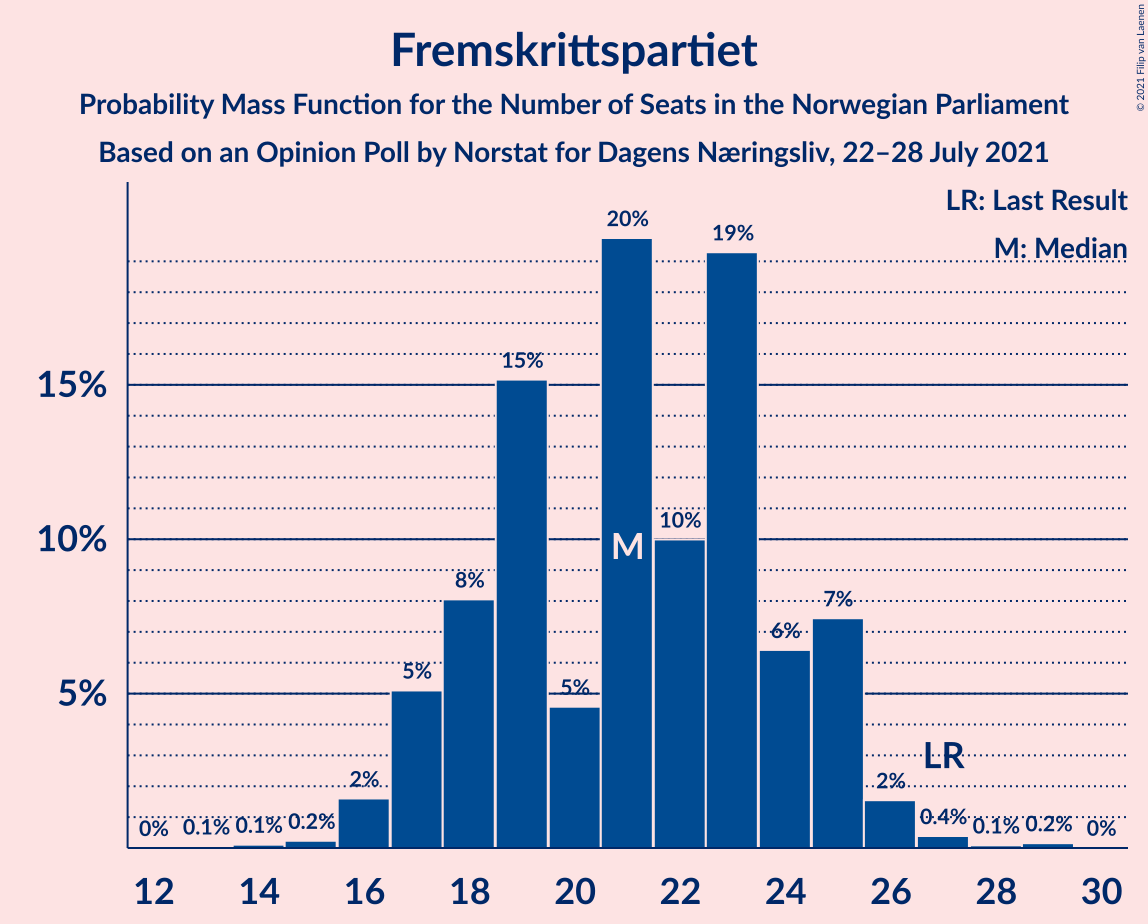 Fremskrittspartiet
Probability Mass Function for the Number of Seats in the Norwegian Parliament
Based on an Opinion Poll by Norstat for Dagens Næringsliv, 22–28 July 2021
© 2021 Filip van Laenen
LR: Last Result
M: Median
20%
19%
15%
15%
10%
10%
M
8%
7%
6%
5%
5%
5%
LR
2%
2%
0% 0.1% 0.1% 0.2% 0.4% 0.1% 0.2% 0%
12 14 16 18 20 22 24 26 28 30